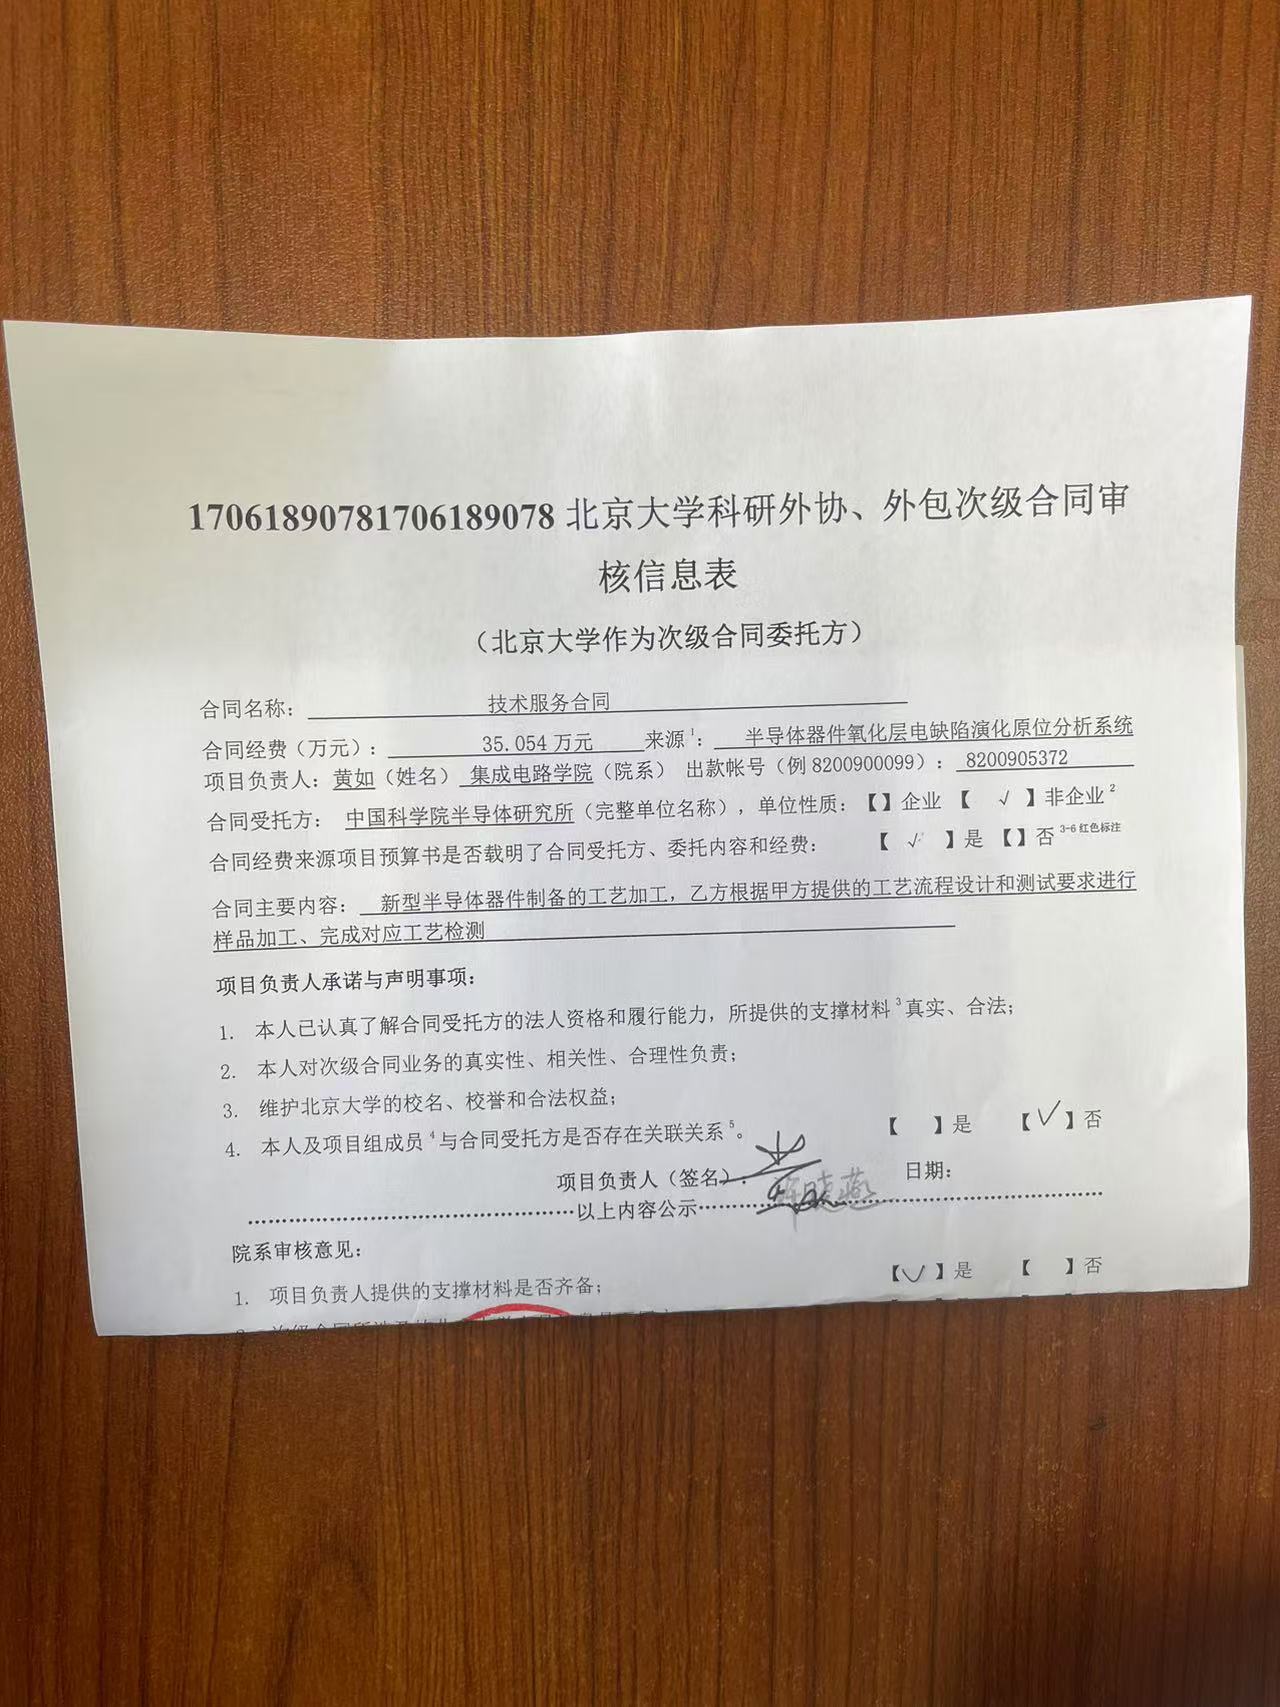 17061890781706189078 北京大学科研外协、外包次级合同审
核信息表
（北京大学作为次级合同委托方）
合同名称： 技术服务合同
合同经费（万元）： 35.054 万元 来源1： 半导体器件氧化层电缺陷演化原位分析系统
项目负责人：黄如（姓名） 集成电路学院（院系） 出款帐号（例 8200900099）： 8200905372
合同受托方： 中国科学院半导体研究所（完整单位名称），单位性质：【】企业 【 √ 】非企业2
合同经费来源项目预算书是否载明了合同受托方、委托内容和经费： 【 √ 】是 【】否 3-6 红色标注
合同主要内容： 新型半导体器件制备的工艺加工，乙方根据甲方提供的工艺流程设计和测试要求进行
样品加工、完成对应工艺检测
项目负责人承诺与声明事项：
1. 本人已认真了解合同受托方的法人资格和履行能力，所提供的支撑材料3真实、合法；
2. 本人对次级合同业务的真实性、相关性、合理性负责；
3. 维护北京大学的校名、校誉和合法权益；
4. 本人及项目组成员4与合同受托方是否存在关联关系5。 【 】是 【√】否
项目负责人（签名）： 日期：
以上内容公示
院系审核意见：
1. 项目负责人提供的支撑材料是否齐备； 【√】是 【 】否